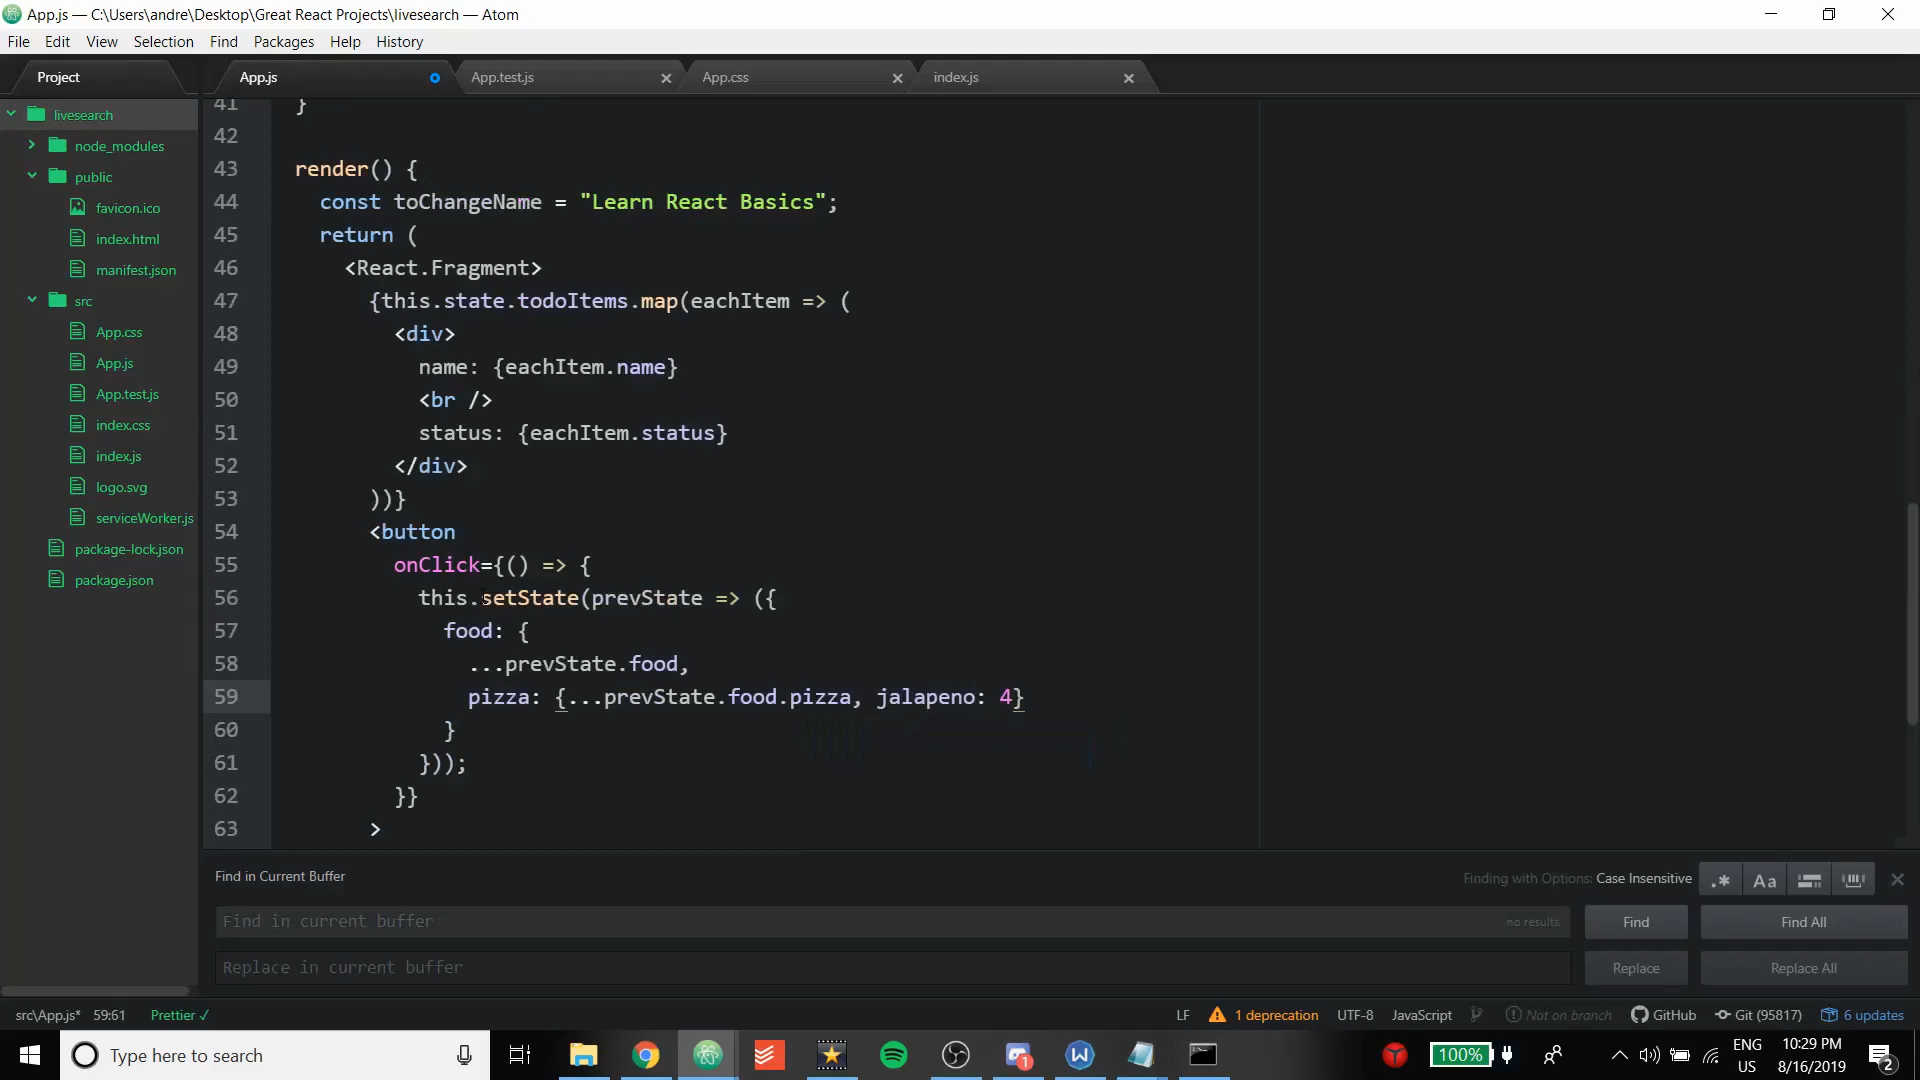 App.js — C:\Users\andre\Desktop\Great React Projects\livesearch — Atom
File Edit View Selection Find Packages Help History
Project App.js App.test.js App.css index.js
livesearch
node_modules
public
favicon.ico
index.html
manifest.json
src
App.css
App.js
App.test.js
index.css
index.js
logo.svg
serviceWorker.js
package-lock.json
package.json
41 }
42
43 render() {
44 const toChangeName = "Learn React Basics";
45 return (
46 <React.Fragment>
47 {this.state.todoItems.map(eachItem => (
48 <div>
49 name: {eachItem.name}
50 <br />
51 status: {eachItem.status}
52 </div>
53 ))}
54 <button
55 onClick={() => {
56 this.setState(prevState => ({
57 food: {
58 ...prevState.food,
59 pizza: {...prevState.food.pizza, jalapeno: 4}
60 }
61 }));
62 }}
63 >
Find in Current Buffer Finding with Options: Case Insensitive .* Aa
Find in current buffer no results Find Find All
Replace in current buffer Replace Replace All
src\App.js* 59:61 Prettier ✓ LF 1 deprecation UTF-8 JavaScript Not on branch GitHub Git (95817) 6 updates
Type here to search 1 100% ENG US 10:29 PM 8/16/2019 2